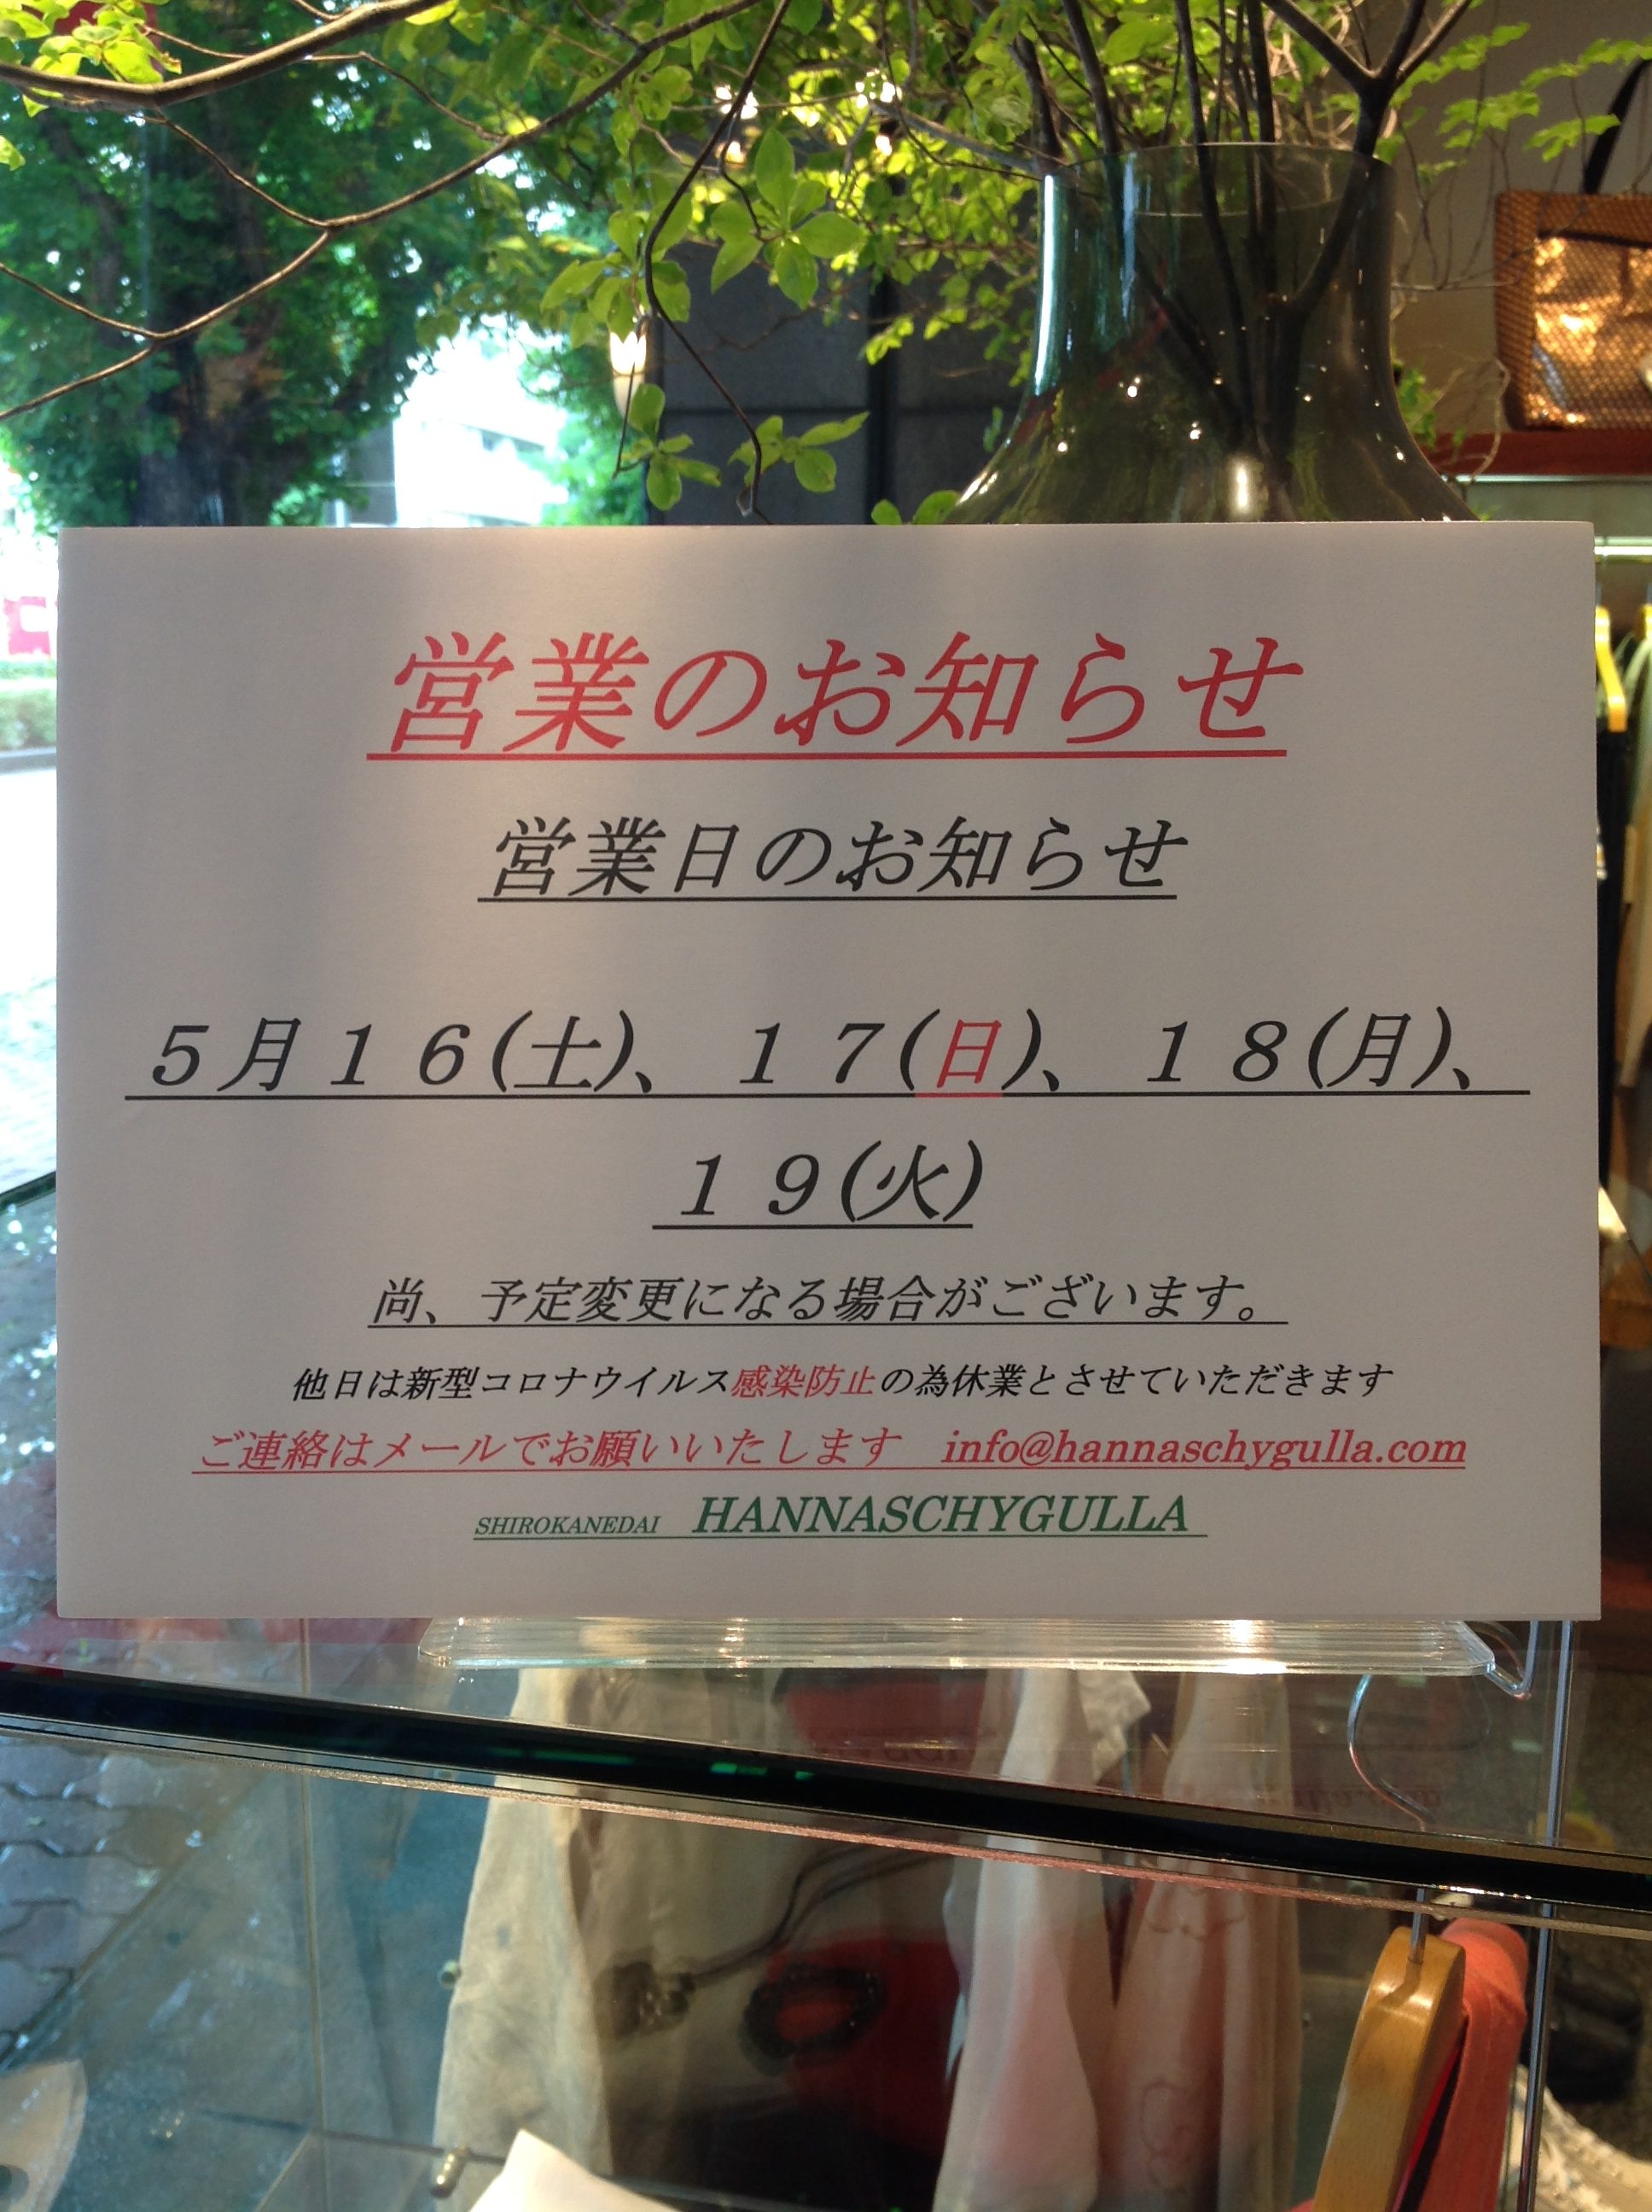 営業のお知らせ
営業日のお知らせ
５月１６(土)、１７(日)、１８(月)、
１９(火)
尚、予定変更になる場合がございます。
他日は新型コロナウイルス感染防止の為休業とさせていただきます
ご連絡はメールでお願いいたします　info@hannaschygulla.com
SHIROKANEDAI　HANNASCHYGULLA